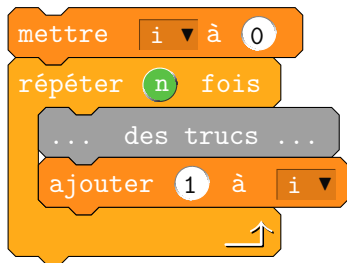 mettre i ▼ à 0
répéter n fois
... des trucs ...
ajouter 1 à i ▼